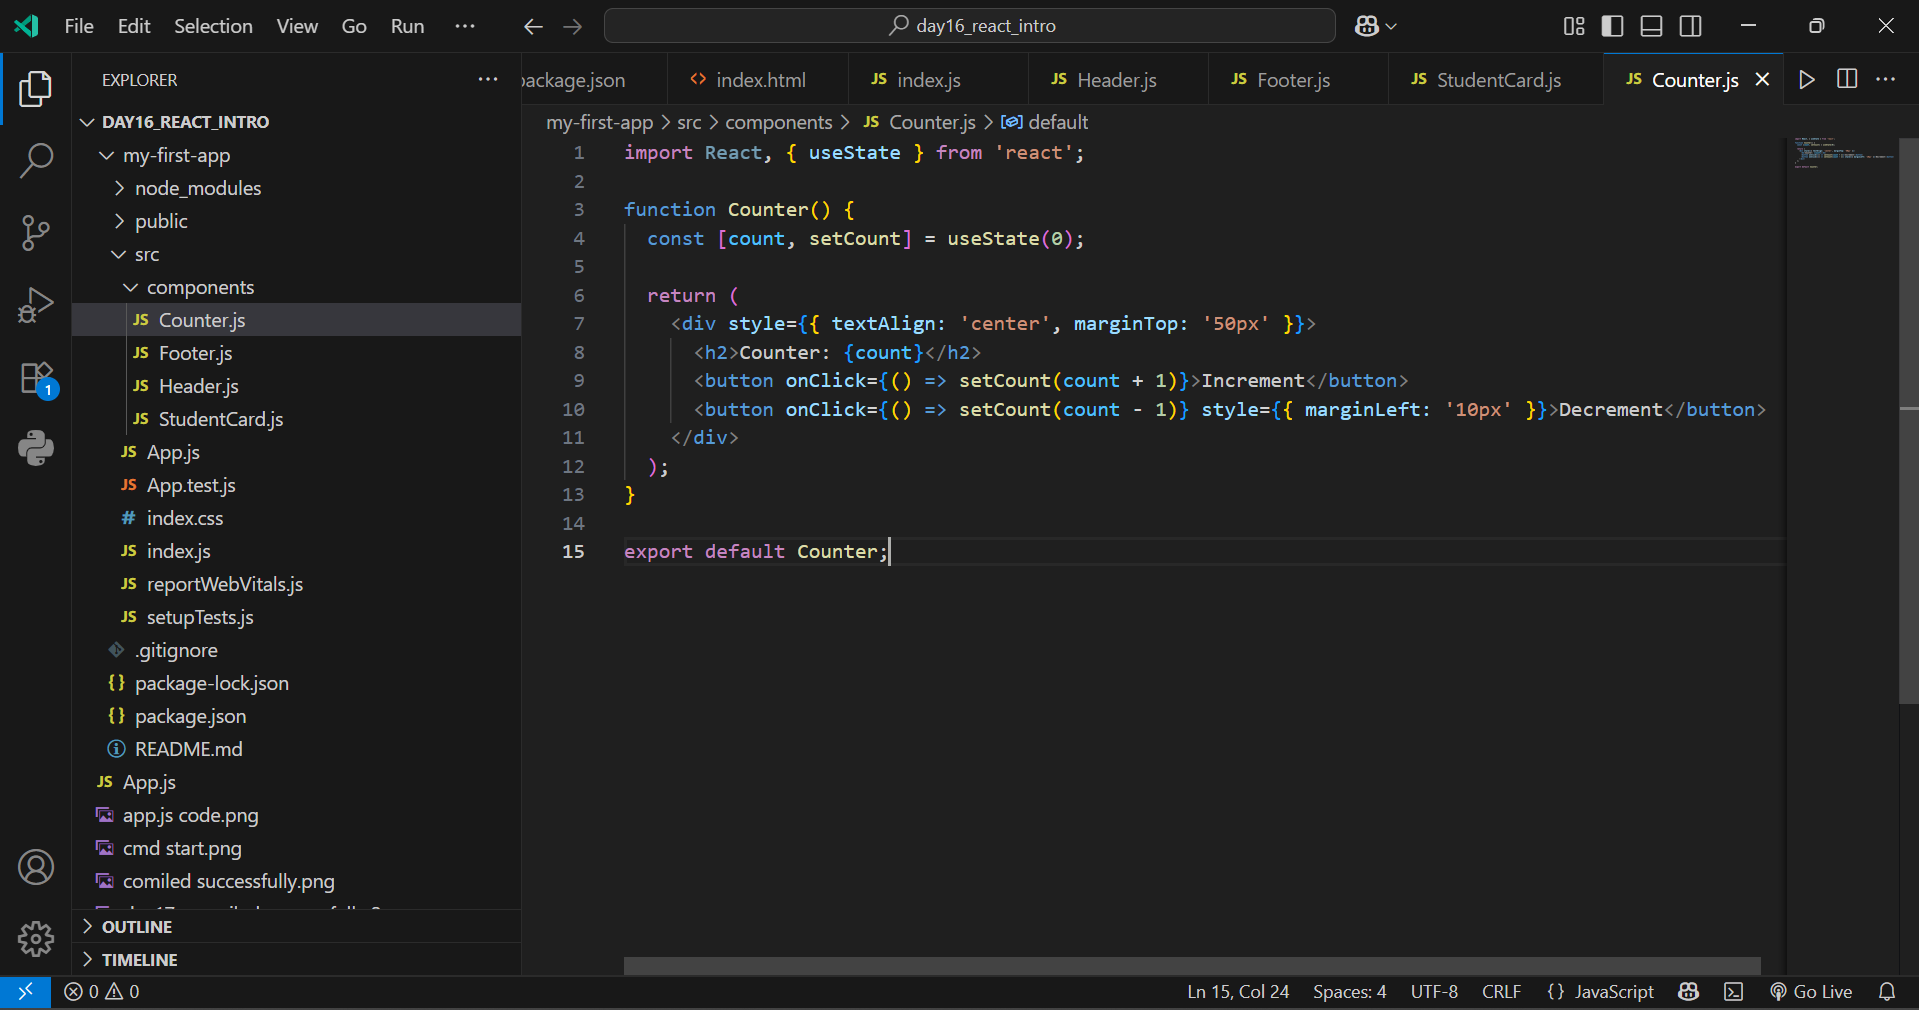 File Edit Selection View Go Run ··· day16_react_intro
EXPLORER ···
DAY16_REACT_INTRO
my-first-app
node_modules
public
src
components
JS Counter.js
JS Footer.js
JS Header.js
JS StudentCard.js
JS App.js
JS App.test.js
# index.css
JS index.js
JS reportWebVitals.js
JS setupTests.js
.gitignore
{} package-lock.json
{} package.json
README.md
JS App.js
app.js code.png
cmd start.png
comiled successfully.png
OUTLINE
TIMELINE
1
package.json <> index.html JS index.js JS Header.js JS Footer.js JS StudentCard.js JS Counter.js
my-first-app > src > components > JS Counter.js > default
1 import React, { useState } from 'react';
2
3 function Counter() {
4 const [count, setCount] = useState(0);
5
6 return (
7 <div style={{ textAlign: 'center', marginTop: '50px' }}>
8 <h2>Counter: {count}</h2>
9 <button onClick={() => setCount(count + 1)}>Increment</button>
10 <button onClick={() => setCount(count - 1)} style={{ marginLeft: '10px' }}>Decrement</button>
11 </div>
12 );
13 }
14
15 export default Counter;
0 0 Ln 15, Col 24 Spaces: 4 UTF-8 CRLF {} JavaScript Go Live